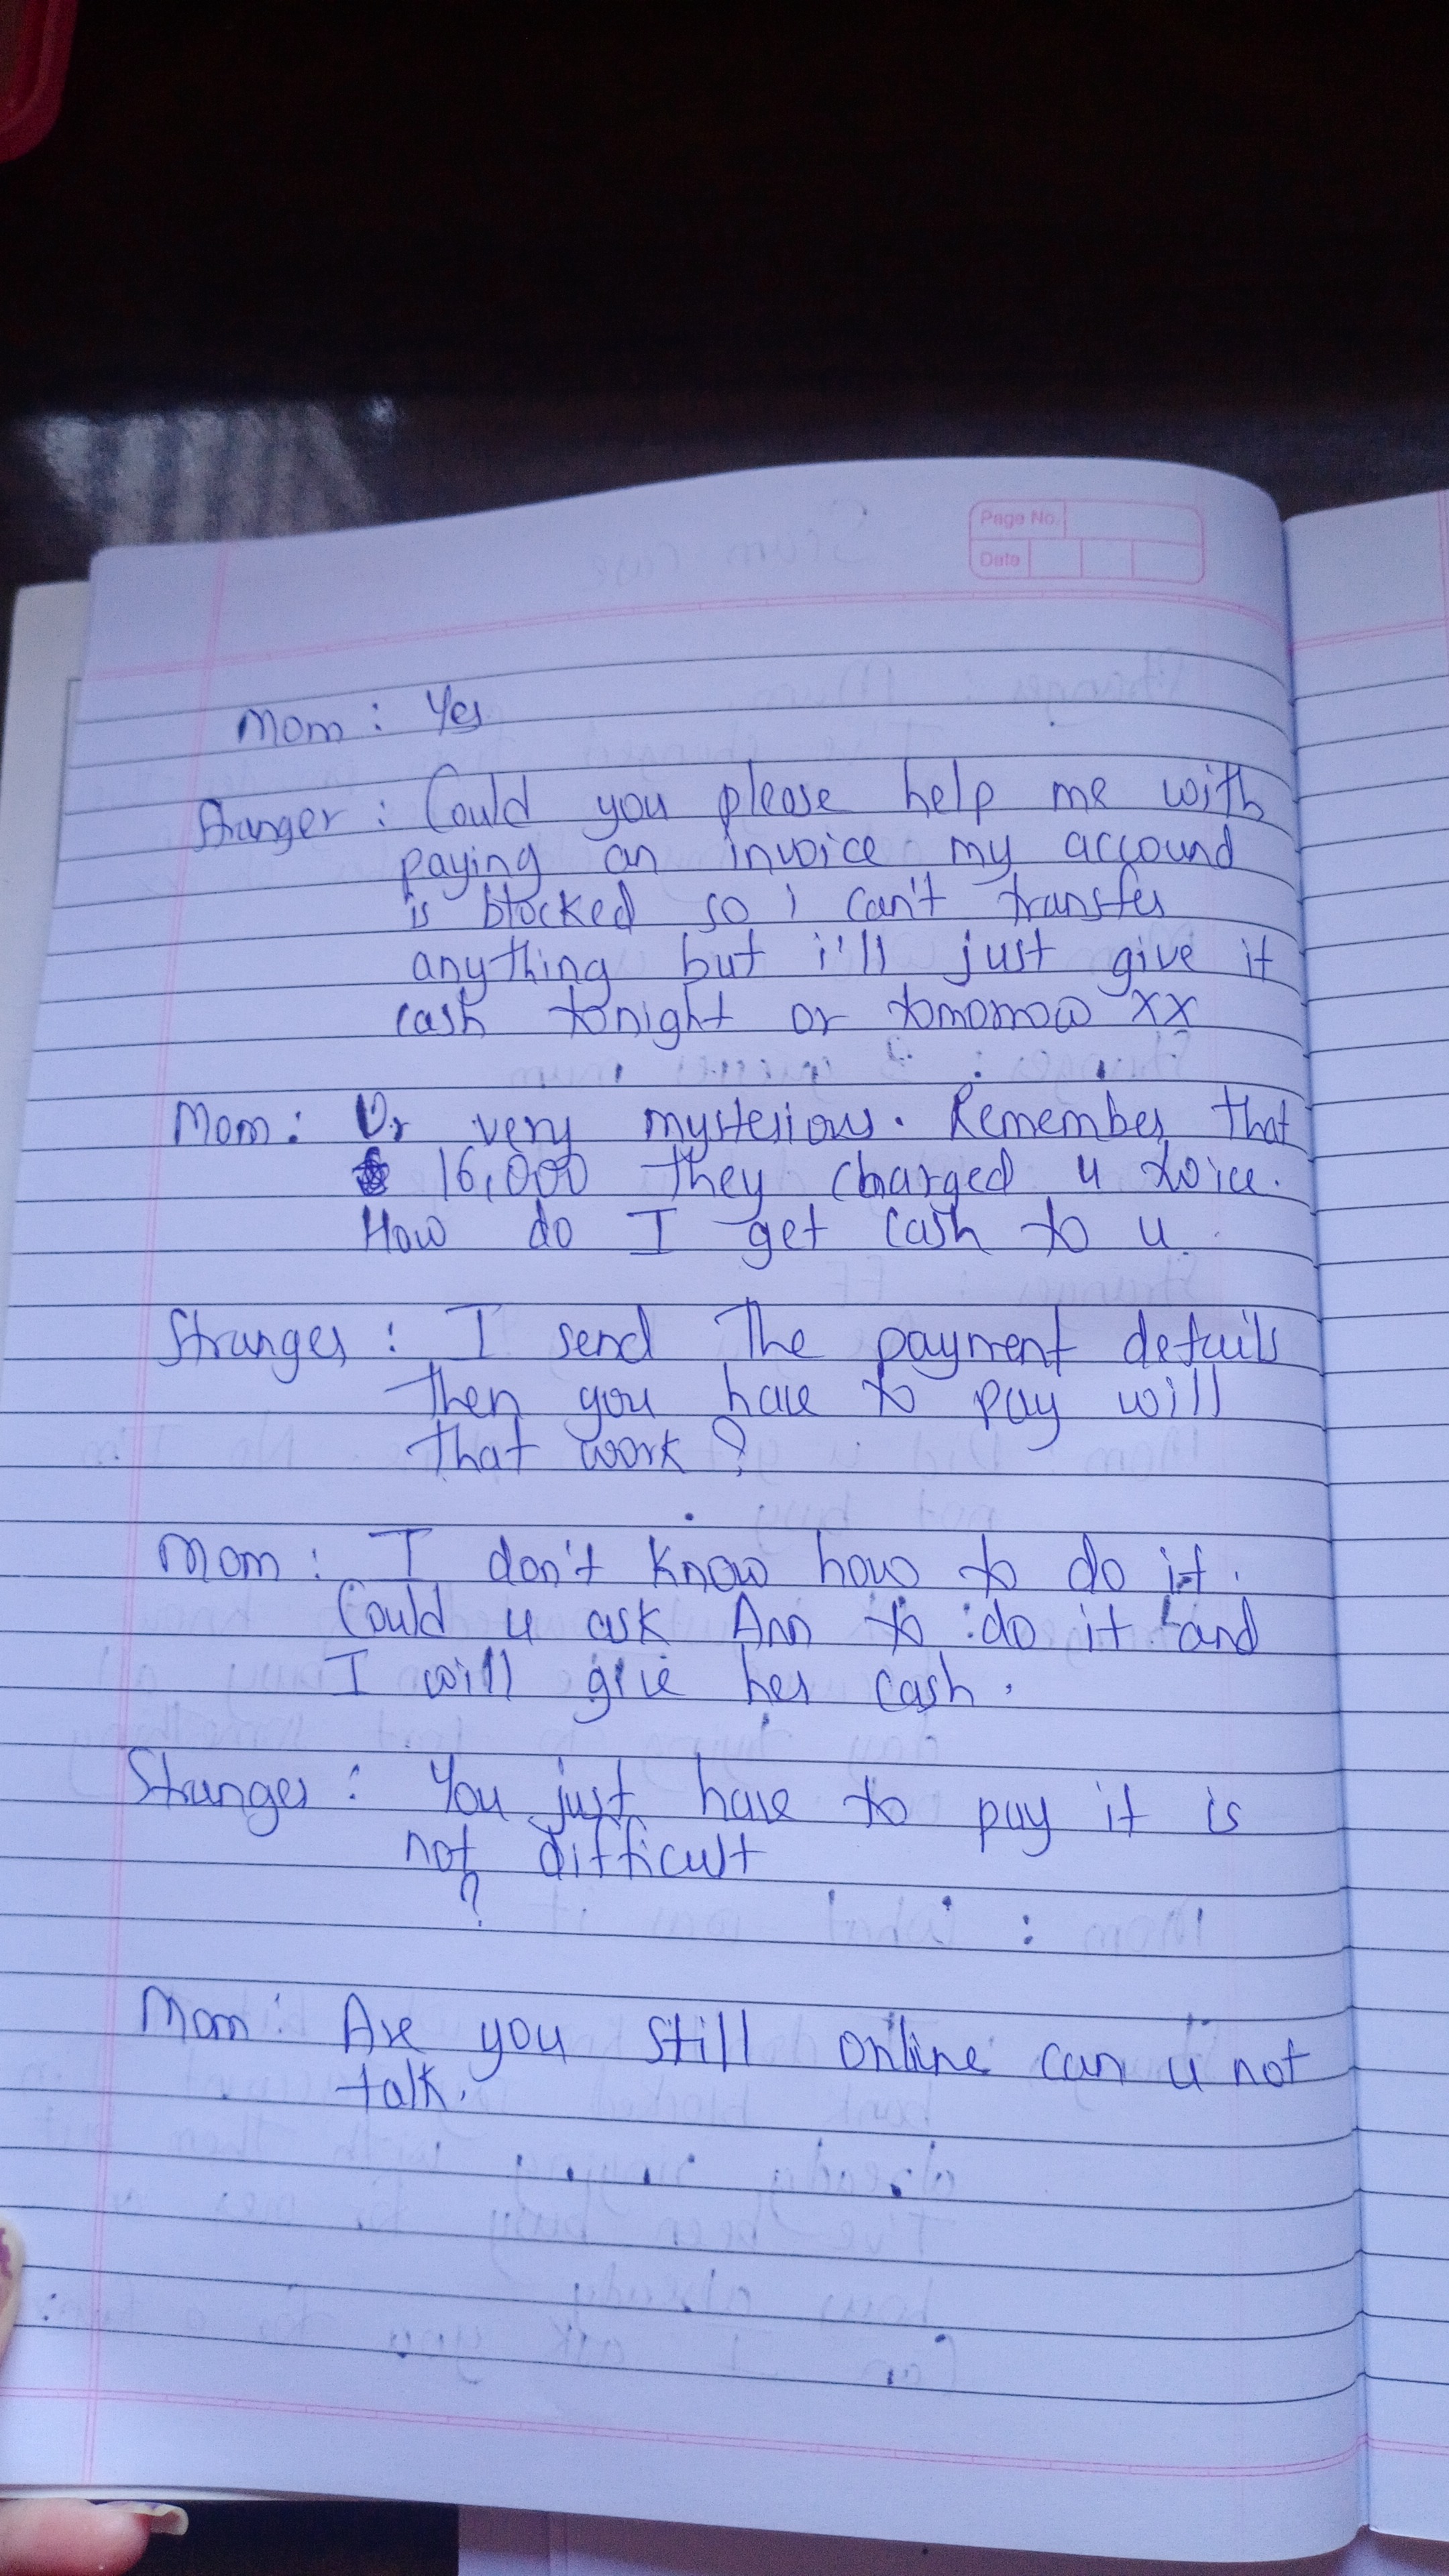 Page No.
Date
Mom : Yes
Stranger : Could you please help me with
paying an invoice my accound
is blocked so i can't transfer
anything but i'll just give it
cash tonight or tomorrow xx
Mom : Ur very mysterious. Remember that
16,000 they charged u twice.
How do I get cash to u.
Stranger : I send The payment details
then you have to pay will
that work ?
Mom : I don't know how to do it.
Could u ask Ann to do it and
I will give her cash.
Stranger : You just have to pay it is
not difficult
?
Mom : Are you still online can u not
talk.